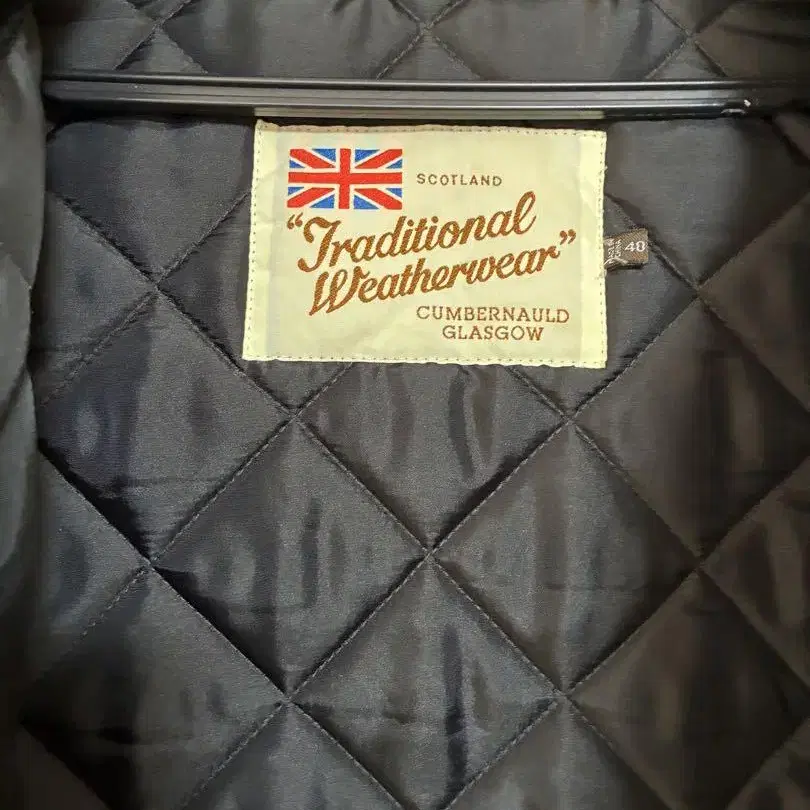 SCOTLAND
“Traditional
Weatherwear”
CUMBERNAULD
GLASGOW
40